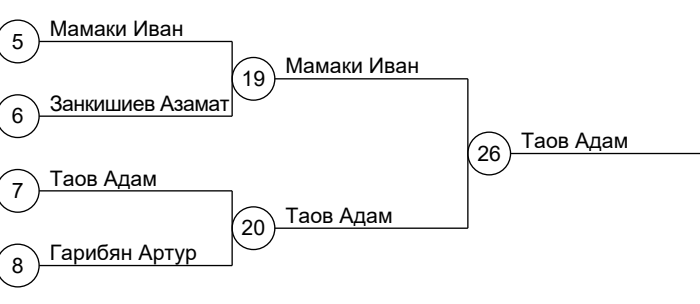 5 Мамаки Иван
19 Мамаки Иван
6 Занкишиев Азамат
26 Таов Адам
7 Таов Адам
20 Таов Адам
8 Гарибян Артур